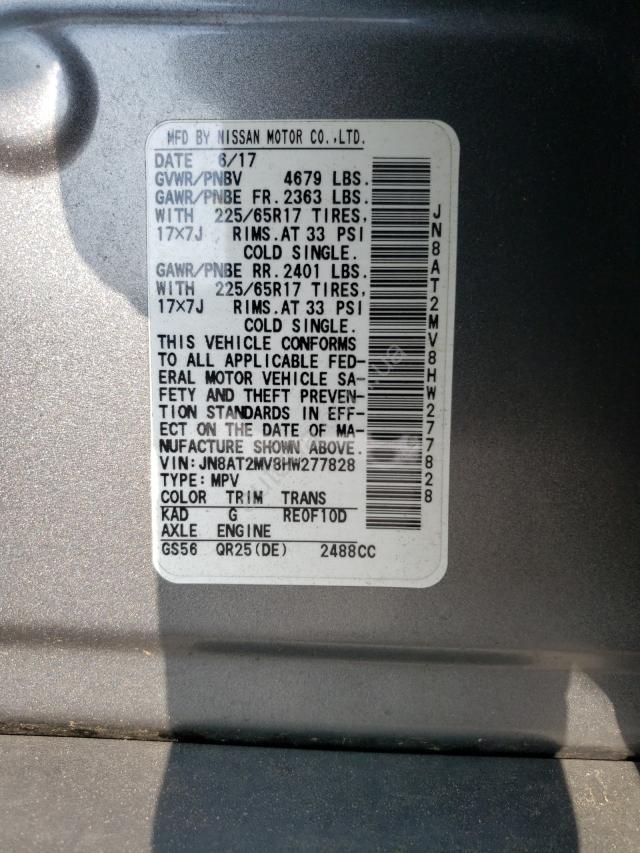 MFD BY NISSAN MOTOR CO.,LTD.
DATE 6/17
GVWR/PNBV 4679 LBS.
GAWR/PNBE FR. 2363 LBS.
WITH 225/65R17 TIRES,
17×7J RIMS.AT 33 PSI
COLD SINGLE.
GAWR/PNBE RR. 2401 LBS.
WITH 225/65R17 TIRES,
17×7J RIMS.AT 33 PSI
COLD SINGLE.
THIS VEHICLE CONFORMS
TO ALL APPLICABLE FED-
ERAL MOTOR VEHICLE SA-
FETY AND THEFT PREVEN-
TION STANDARDS IN EFF-
ECT ON THE DATE OF MA-
NUFACTURE SHOWN ABOVE.
VIN:JN8AT2MV8HW277828
TYPE:MPV
COLOR TRIM TRANS
KAD G RE0F10D
AXLE ENGINE
GS56 QR25(DE) 2488CC
JN8AT2MV8HW277828